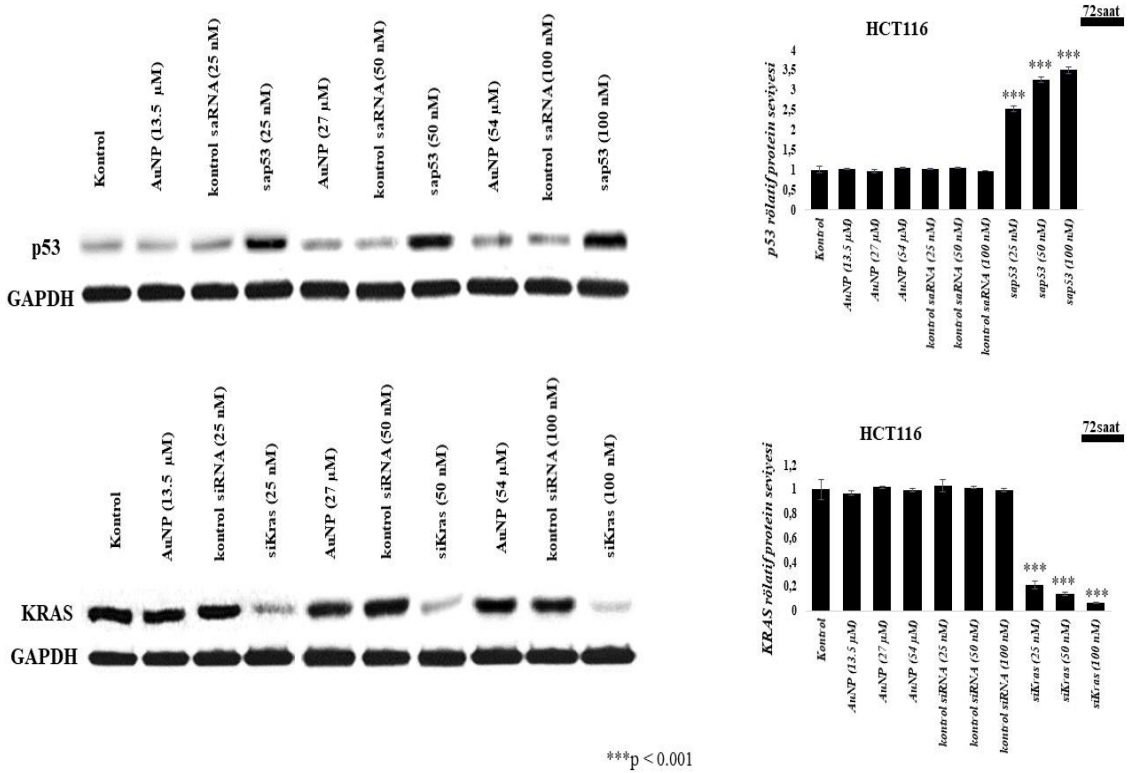 Kontrol
AuNP (13.5 µM)
kontrol saRNA (25 nM)
sap53 (25 nM)
AuNP (27 µM)
kontrol saRNA (50 nM)
sap53 (50 nM)
AuNP (54 µM)
kontrol saRNA (100 nM)
sap53 (100 nM)
p53
GAPDH
72saat
HCT116
p53 rölatif protein seviyesi
4
3,5
3
2,5
2
1,5
1
0,5
0
***
***
***
Kontrol
AuNP (13.5 µM)
AuNP (27 µM)
AuNP (54 µM)
kontrol saRNA (25 nM)
kontrol saRNA (50 nM)
kontrol saRNA (100 nM)
sap53 (25 nM)
sap53 (50 nM)
sap53 (100 nM)
Kontrol
AuNP (13.5 µM)
kontrol siRNA (25 nM)
siKras (25 nM)
AuNP (27 µM)
kontrol siRNA (50 nM)
siKras (50 nM)
AuNP (54 µM)
kontrol siRNA (100 nM)
siKras (100 nM)
KRAS
GAPDH
72saat
HCT116
KRAS rölatif protein seviyesi
1,2
1
0,8
0,6
0,4
0,2
0
***
***
***
Kontrol
AuNP (13.5 µM)
AuNP (27 µM)
AuNP (54 µM)
kontrol siRNA (25 nM)
kontrol siRNA (50 nM)
kontrol siRNA (100 nM)
siKras (25 nM)
siKras (50 nM)
siKras (100 nM)
***p < 0.001